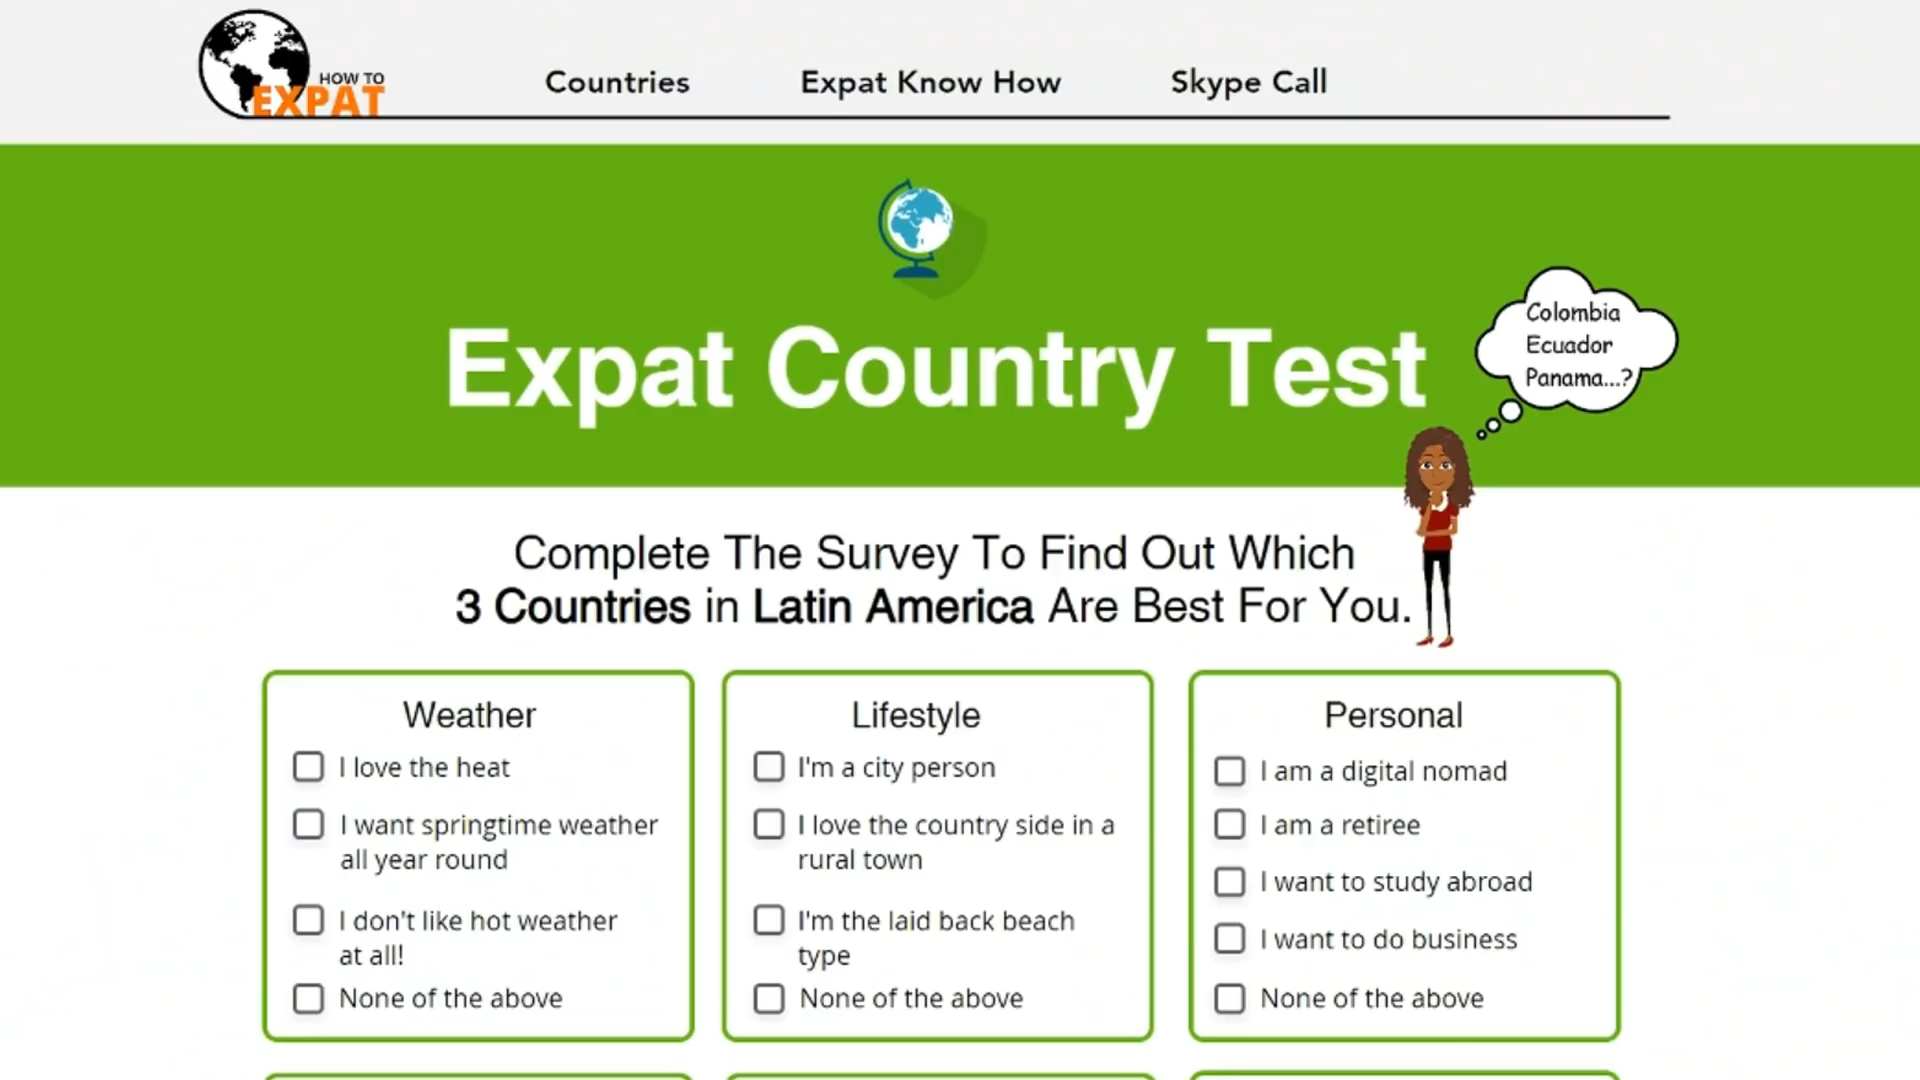 HOW TO
EXPAT
Countries
Expat Know How
Skype Call
Expat Country Test
Colombia
Ecuador
Panama...?
Complete The Survey To Find Out Which
3 Countries in Latin America Are Best For You.
Weather
I love the heat
I want springtime weather
all year round
I don't like hot weather
at all!
None of the above
Lifestyle
I'm a city person
I love the country side in a
rural town
I'm the laid back beach
type
None of the above
Personal
I am a digital nomad
I am a retiree
I want to study abroad
I want to do business
None of the above